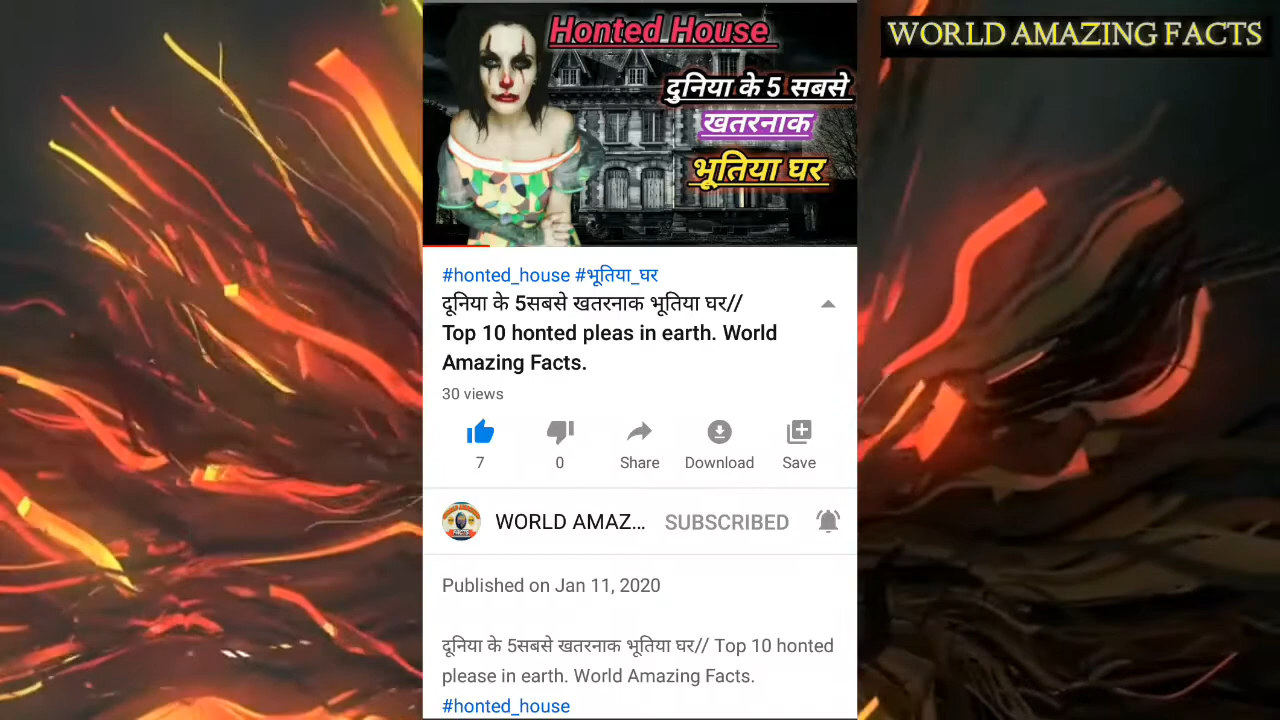 Honted House
WORLD AMAZING FACTS
दुनिया के 5 सबसे
खतरनाक
भूतिया घर
#honted_house #भूतिया_घर
दूनिया के 5सबसे खतरनाक भूतिया घर//
Top 10 honted pleas in earth. World
Amazing Facts.
30 views
7
0
Share
Download
Save
WORLD AMAZ...
SUBSCRIBED
Published on Jan 11, 2020
दूनिया के 5सबसे खतरनाक भूतिया घर// Top 10 honted
please in earth. World Amazing Facts.
#honted_house